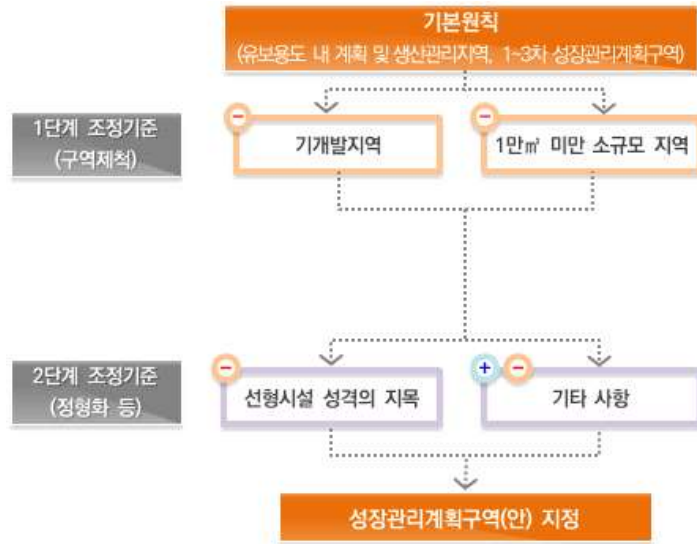 기본원칙
(유보용도 내 계획 및 생산관리지역, 1~3차 성장관리계획구역)
1단계 조정기준
(구역제척)
기개발지역
1만㎡ 미만 소규모 지역
2단계 조정기준
(정형화 등)
선형시설 성격의 지목
기타 사항
성장관리계획구역(안) 지정